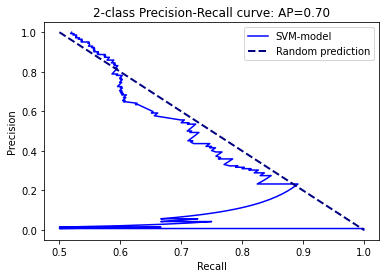 2-class Precision-Recall curve: AP=0.70
SVM-model
Random prediction
Precision
1.0
0.8
0.6
0.4
0.2
0.0
0.5 0.6 0.7 0.8 0.9 1.0
Recall